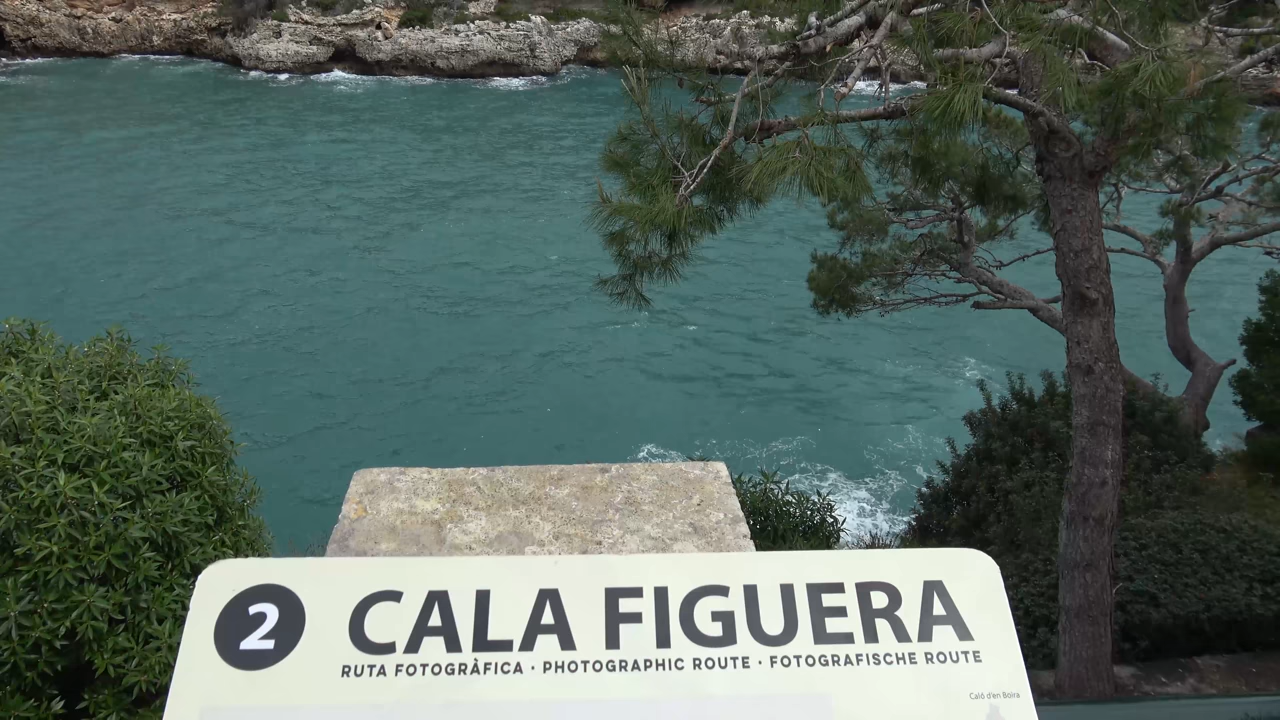 2 CALA FIGUERA
RUTA FOTOGRÀFICA · PHOTOGRAPHIC ROUTE · FOTOGRAFISCHE ROUTE
Caló d'en Boira